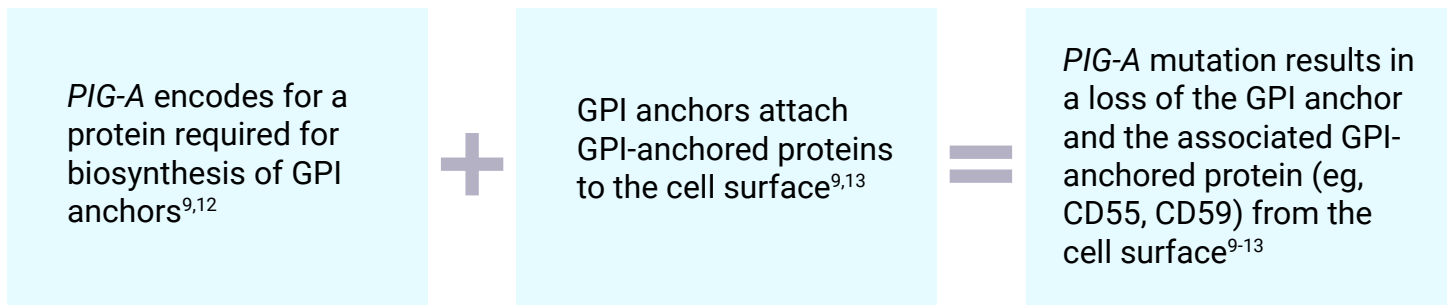 PIG-A encodes for a
protein required for
biosynthesis of GPI
anchors9,12
+
GPI anchors attach
GPI-anchored proteins
to the cell surface9,13
=
PIG-A mutation results in
a loss of the GPI anchor
and the associated GPI-
anchored protein (eg,
CD55, CD59) from the
cell surface9-13